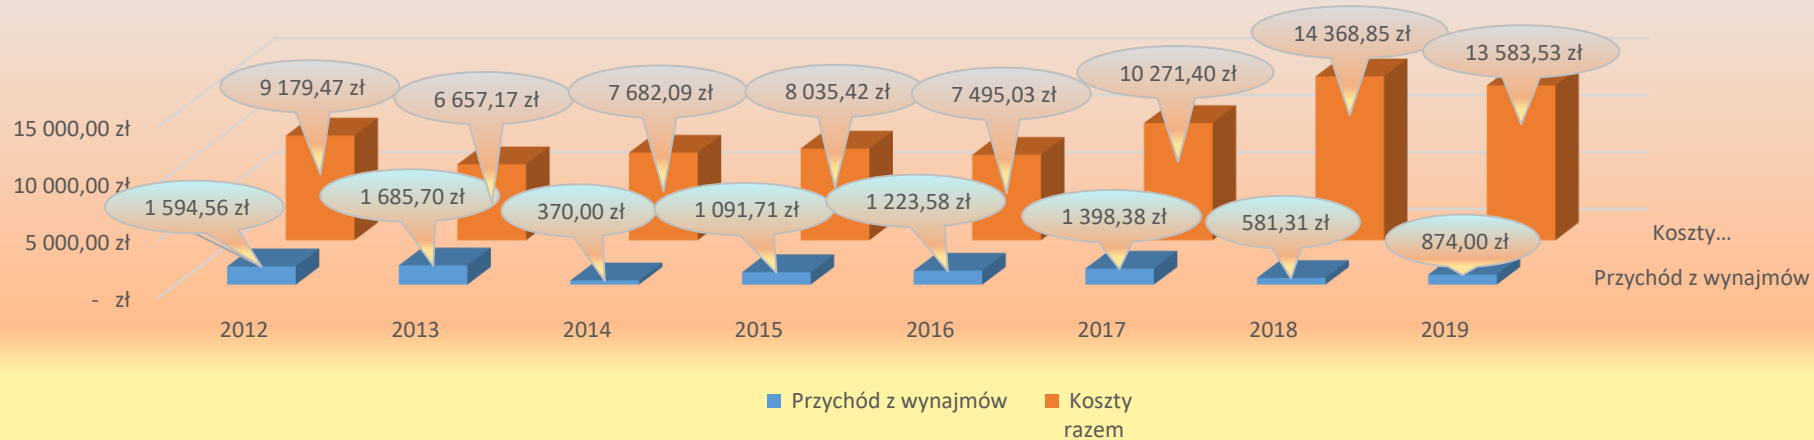 14 368,85 zł
13 583,53 zł
10 271,40 zł
9 179,47 zł
6 657,17 zł
7 682,09 zł
8 035,42 zł
7 495,03 zł
15 000,00 zł
10 000,00 zł
5 000,00 zł
- zł
1 594,56 zł
1 685,70 zł
370,00 zł
1 091,71 zł
1 223,58 zł
1 398,38 zł
581,31 zł
874,00 zł
Koszty...
Przychód z wynajmów
2012
2013
2014
2015
2016
2017
2018
2019
Przychód z wynajmów
Koszty
razem